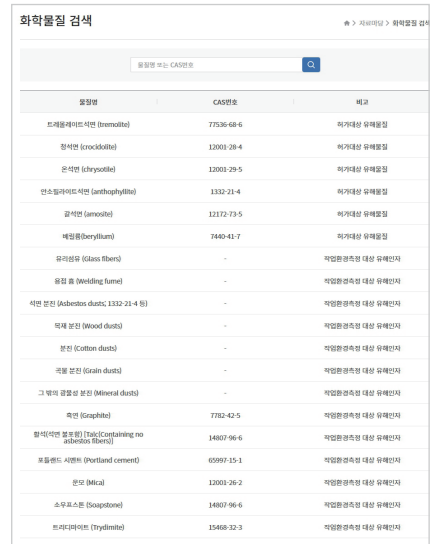 화학물질 검색
> 자료마당 > 화학물질 검색
물질명 또는 CAS번호
물질명 CAS번호 비고
트레몰레이트석면 (tremolite) 77536-68-6 허가대상 유해물질
청석면 (crocidolite) 12001-28-4 허가대상 유해물질
온석면 (chrysotile) 12001-29-5 허가대상 유해물질
안소필라이트석면 (anthophyllite) 1332-21-4 허가대상 유해물질
갈석면 (amosite) 12172-73-5 허가대상 유해물질
베릴륨(beryllium) 7440-41-7 허가대상 유해물질
유리섬유 (Glass fibers) - 작업환경측정 대상 유해인자
용접 흄 (Welding fume) - 작업환경측정 대상 유해인자
석면 분진 (Asbestos dusts; 1332-21-4 등) - 작업환경측정 대상 유해인자
목재 분진 (Wood dusts) - 작업환경측정 대상 유해인자
분진 (Cotton dusts) - 작업환경측정 대상 유해인자
곡물 분진 (Grain dusts) - 작업환경측정 대상 유해인자
그 밖의 광물성 분진 (Mineral dusts) - 작업환경측정 대상 유해인자
흑연 (Graphite) 7782-42-5 작업환경측정 대상 유해인자
활석(석면 불포함) [Talc(Containing no
asbestos fibers)] 14807-96-6 작업환경측정 대상 유해인자
포틀랜드 시멘트 (Portland cement) 65997-15-1 작업환경측정 대상 유해인자
운모 (Mica) 12001-26-2 작업환경측정 대상 유해인자
소우프스톤 (Soapstone) 14807-96-6 작업환경측정 대상 유해인자
트리디마이트 (Trydimite) 15468-32-3 작업환경측정 대상 유해인자